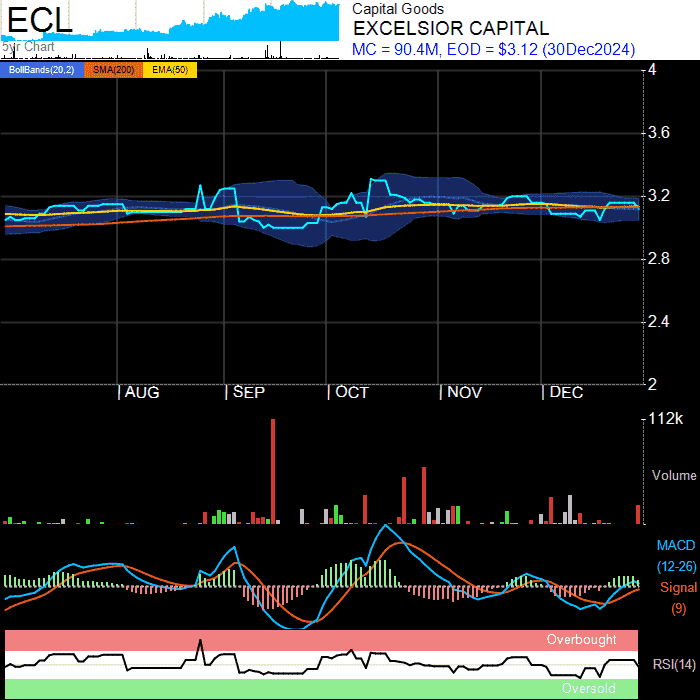 ECL
5yr Chart
Capital Goods
EXCELSIOR CAPITAL
MC = 90.4M, EOD = $3.12 (30Dec2024)
BollBands(20,2) SMA(200) EMA(50)
4
3.6
3.2
2.8
2.4
2
AUG SEP OCT NOV DEC
112k
Volume
MACD
(12-26)
Signal
(9)
Overbought
RSI(14)
Oversold